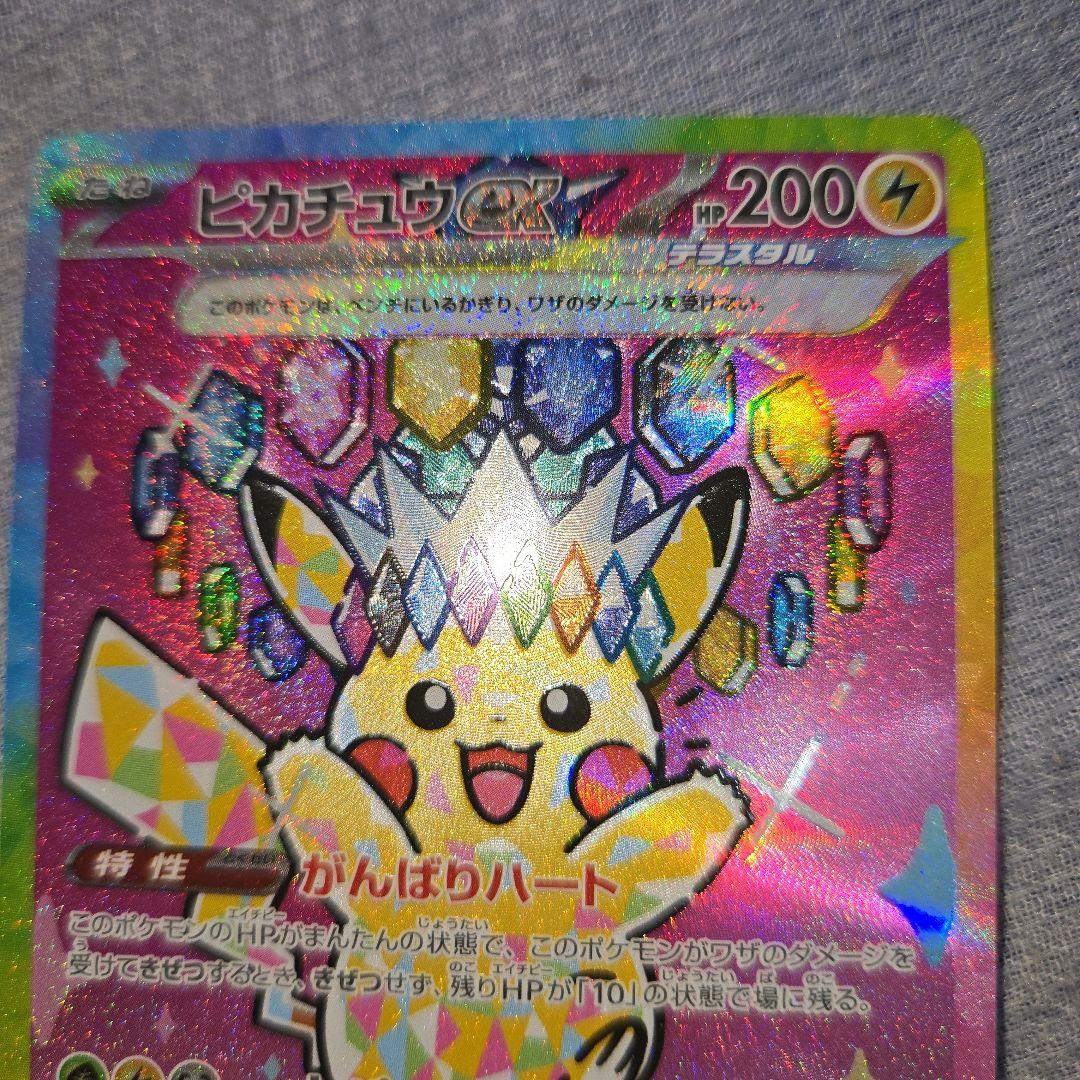 たね ピカチュウex HP200
テラスタル
このポケモンは、ベンチにいるかぎり、ワザのダメージを受けない。
特性 がんばりハート
このポケモンのHPがまんたんの状態で、このポケモンがワザのダメージを
受けてきぜつするとき、きぜつせず、残りHPが「10」の状態で場に残る。